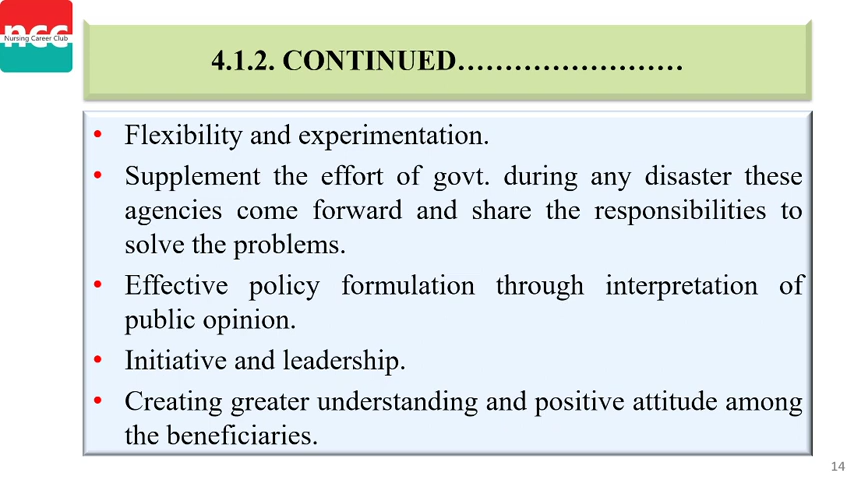 ncc
Nursing Career Club
4.1.2. CONTINUED……………………
• Flexibility and experimentation.
• Supplement the effort of govt. during any disaster these
agencies come forward and share the responsibilities to
solve the problems.
• Effective policy formulation through interpretation of
public opinion.
• Initiative and leadership.
• Creating greater understanding and positive attitude among
the beneficiaries.
14